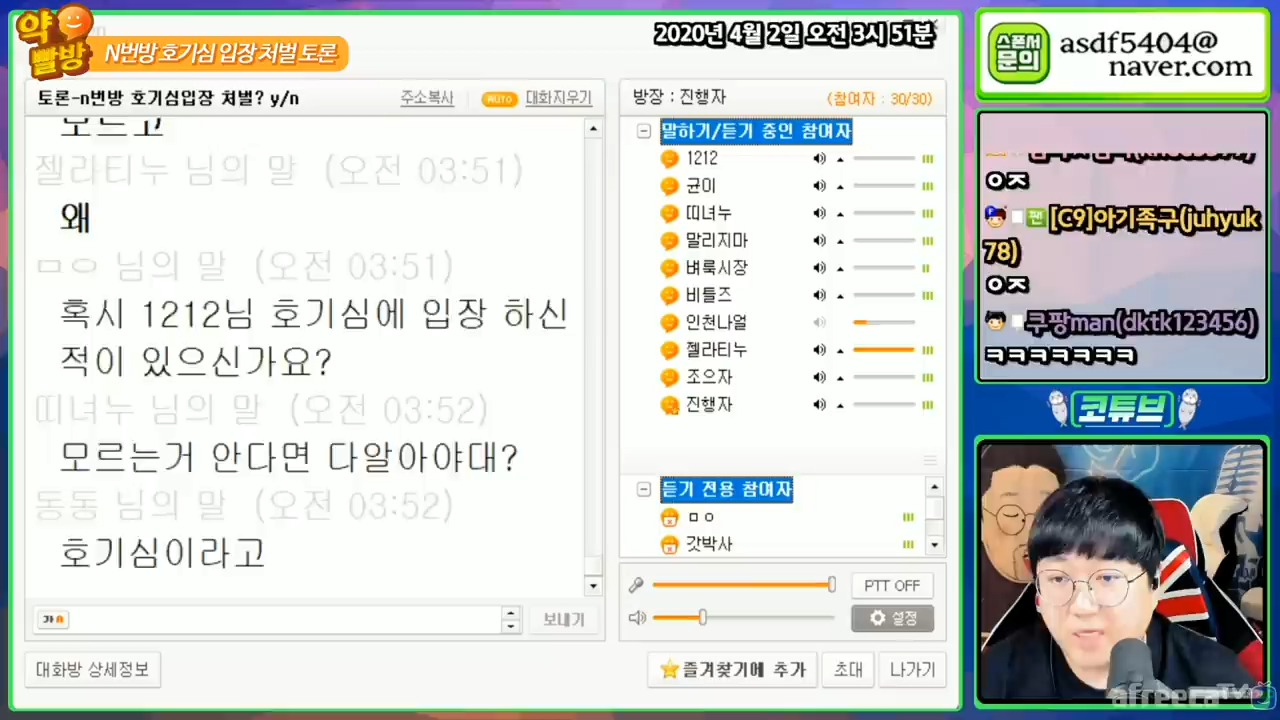 약빨방
N번방 호기심 입장 처벌 토론
2020년 4월 2일 오전 3시 51분
토론-n번방 호기심입장 처벌? y/n
주소복사
AUTO 대화지우기
모르고
젤라티누 님의 말 (오전 03:51)
왜
ㅁㅇ 님의 말 (오전 03:51)
혹시 1212님 호기심에 입장 하신
적이 있으신가요?
띠녀누 님의 말 (오전 03:52)
모르는거 안다면 다알아야대?
동동 님의 말 (오전 03:52)
호기심이라고
가A
보내기
대화방 상세정보
방장 : 진행자
(참여자 : 30/30)
말하기/듣기 중인 참여자
1212
균이
띠녀누
말리지마
벼룩시장
비틀즈
인천나얼
젤라티누
조으자
진행자
듣기 전용 참여자
ㅁㅇ
갓박사
PTT OFF
설정
즐겨찾기에 추가
초대
나가기
스폰서
문의
asdf5404@
naver.com
ㅇㅈ
팬 [C9]아기족구(juhyuk
78)
ㅇㅈ
쿠팡man(dktk123456)
ㅋㅋㅋㅋㅋㅋㅋ
코튜브
afreecaTV